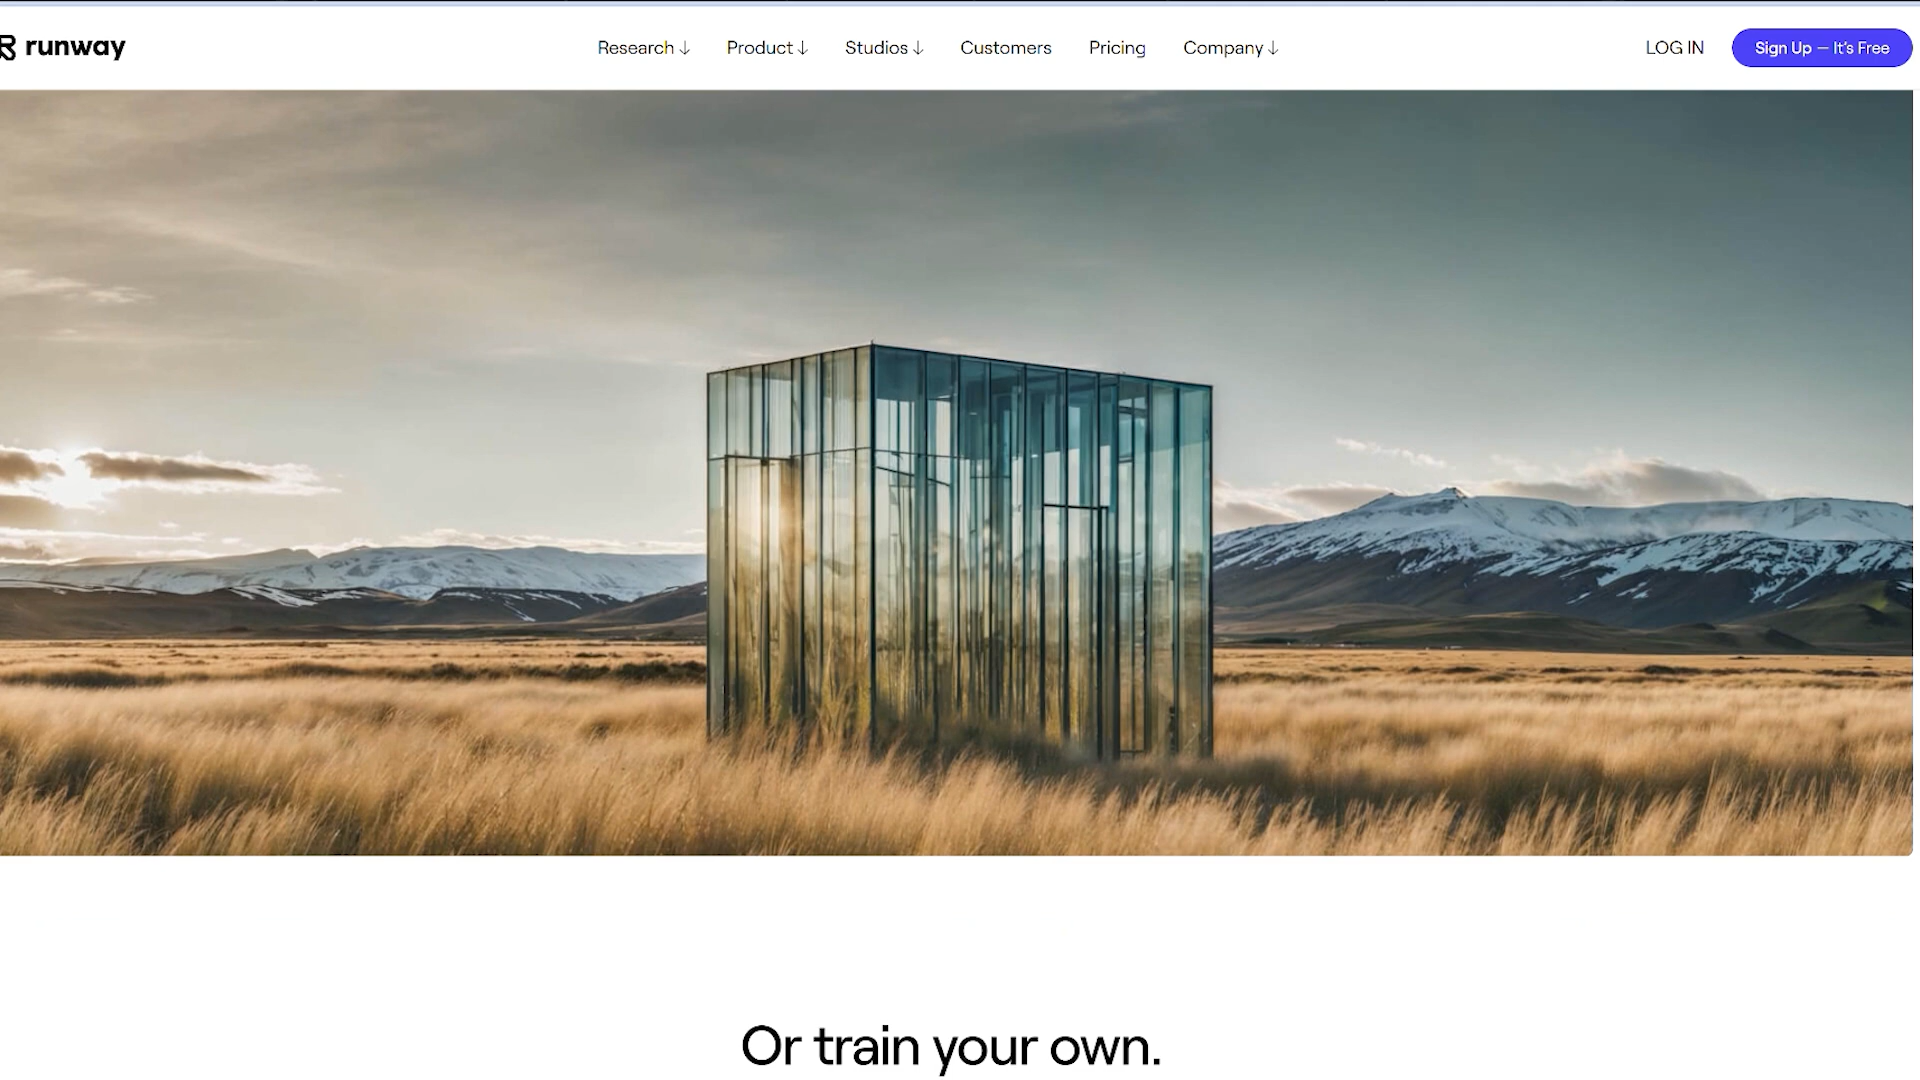 runway
Research ↓ Product ↓ Studios ↓ Customers Pricing Company ↓
LOG IN
Sign Up — It's Free
Or train your own.